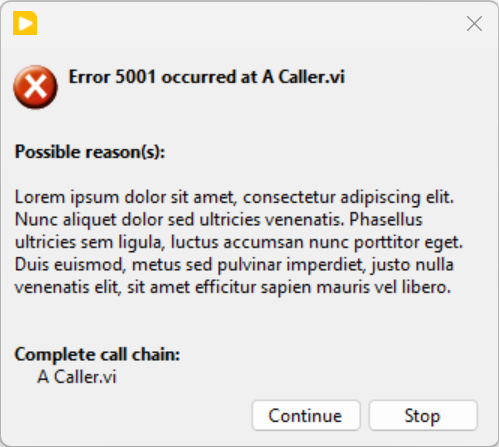 Error 5001 occurred at A Caller.vi
Possible reason(s):
Lorem ipsum dolor sit amet, consectetur adipiscing elit.
Nunc aliquet dolor sed ultricies venenatis. Phasellus
ultricies sem ligula, luctus accumsan nunc porttitor eget.
Duis euismod, metus sed pulvinar imperdiet, justo nulla
venenatis elit, sit amet efficitur sapien mauris vel libero.
Complete call chain:
A Caller.vi
Continue Stop